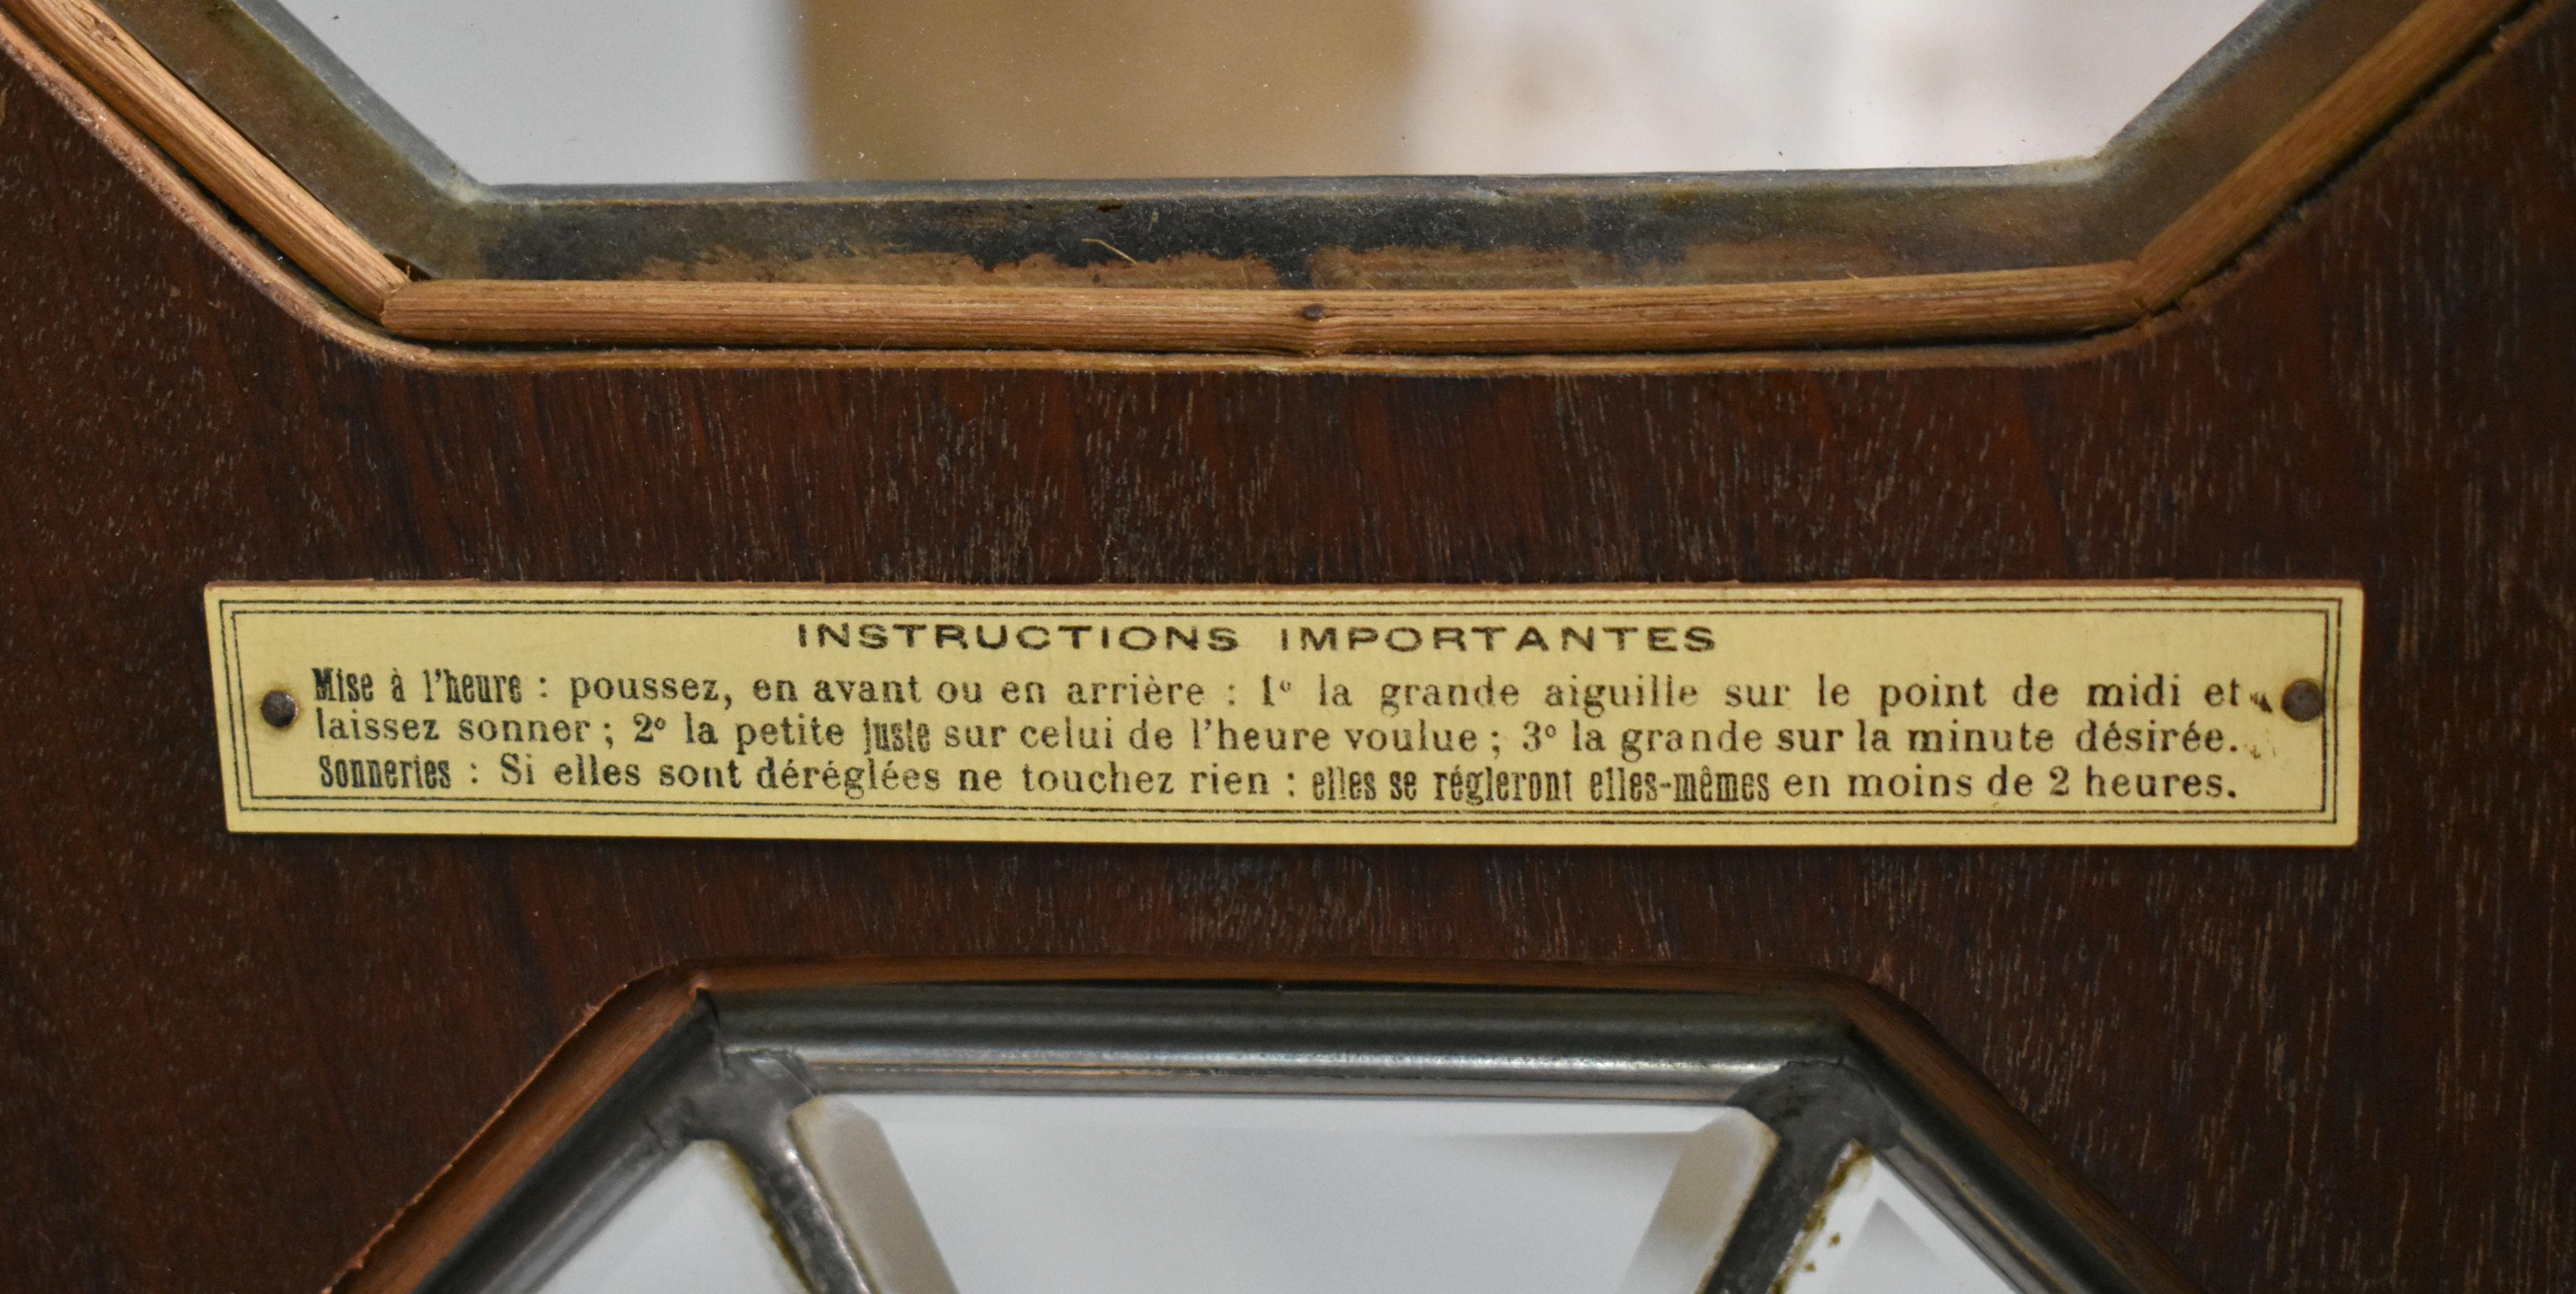 INSTRUCTIONS IMPORTANTES
Mise à l'heure : poussez, en avant ou en arrière : 1° la grande aiguille sur le point de midi et
laissez sonner ; 2° la petite juste sur celui de l'heure voulue ; 3° la grande sur la minute désirée.
Sonneries : Si elles sont déréglées ne touchez rien : elles se régleront elles-mêmes en moins de 2 heures.